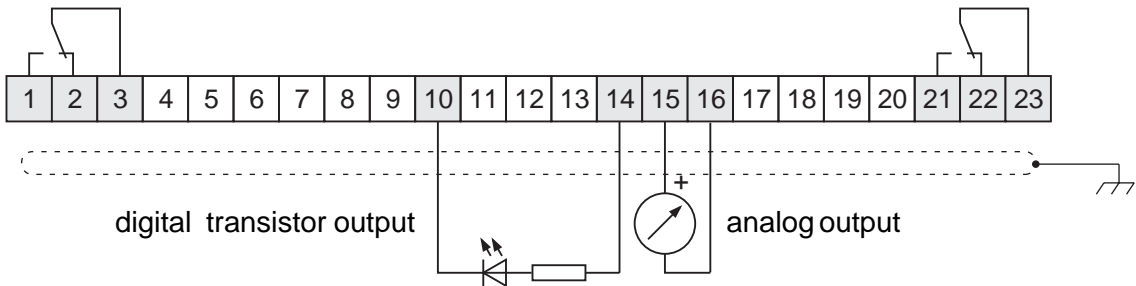 1 2 3 4 5 6 7 8 9 10 11 12 13 14 15 16 17 18 19 20 21 22 23
+
digital transistor output
analog output